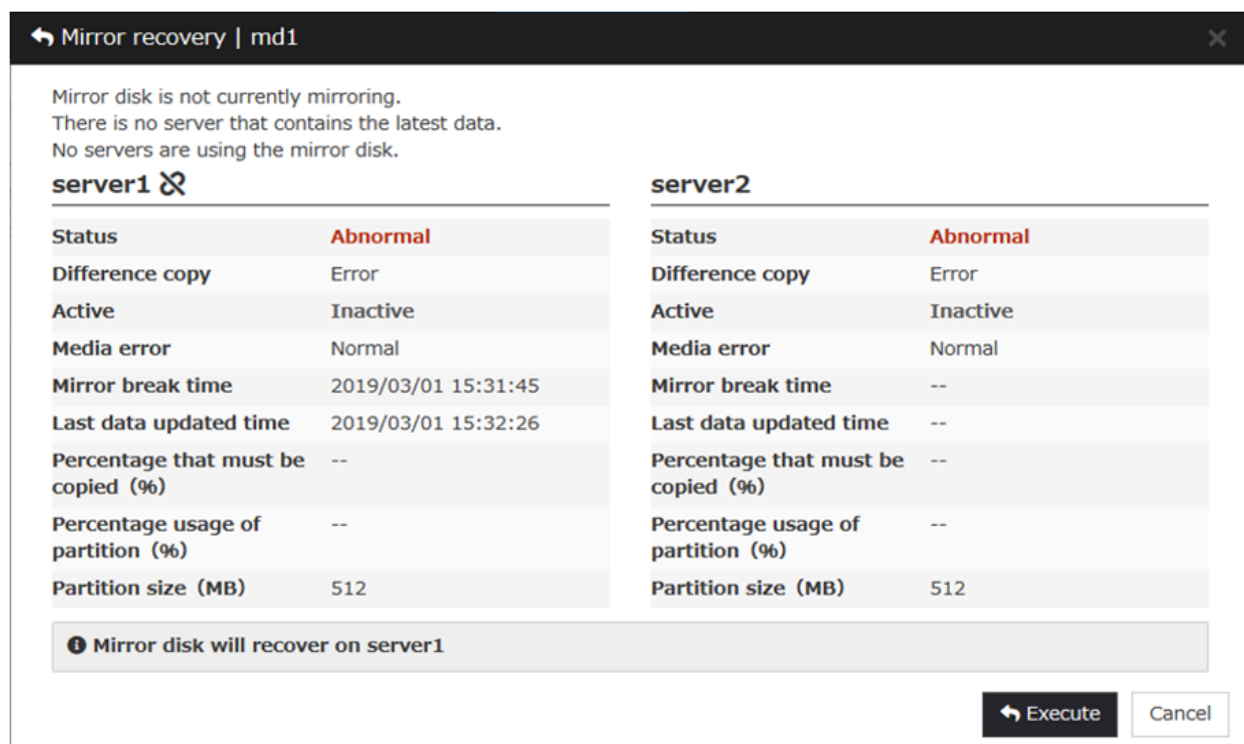 Mirror recovery | md1
Mirror disk is not currently mirroring.
There is no server that contains the latest data.
No servers are using the mirror disk.
server1
Status Abnormal
Difference copy Error
Active Inactive
Media error Normal
Mirror break time 2019/03/01 15:31:45
Last data updated time 2019/03/01 15:32:26
Percentage that must be --
copied (%)
Percentage usage of --
partition (%)
Partition size (MB) 512
server2
Status Abnormal
Difference copy Error
Active Inactive
Media error Normal
Mirror break time --
Last data updated time --
Percentage that must be --
copied (%)
Percentage usage of --
partition (%)
Partition size (MB) 512
Mirror disk will recover on server1
Execute Cancel